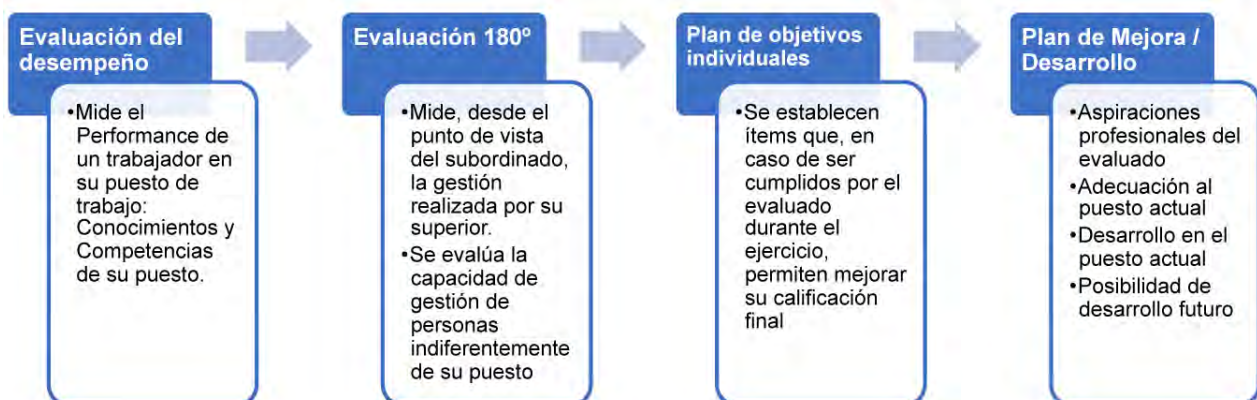 Evaluación del
desempeño
•Mide el
Performance de
un trabajador en
su puesto de
trabajo:
Conocimientos y
Competencias
de su puesto.
Evaluación 180º
•Mide, desde el
punto de vista
del subordinado,
la gestión
realizada por su
superior.
•Se evalúa la
capacidad de
gestión de
personas
indiferentemente
de su puesto
Plan de objetivos
individuales
•Se establecen
ítems que, en
caso de ser
cumplidos por el
evaluado
durante el
ejercicio,
permiten mejorar
su calificación
final
Plan de Mejora /
Desarrollo
•Aspiraciones
profesionales del
evaluado
•Adecuación al
puesto actual
•Desarrollo en el
puesto actual
•Posibilidad de
desarrollo futuro